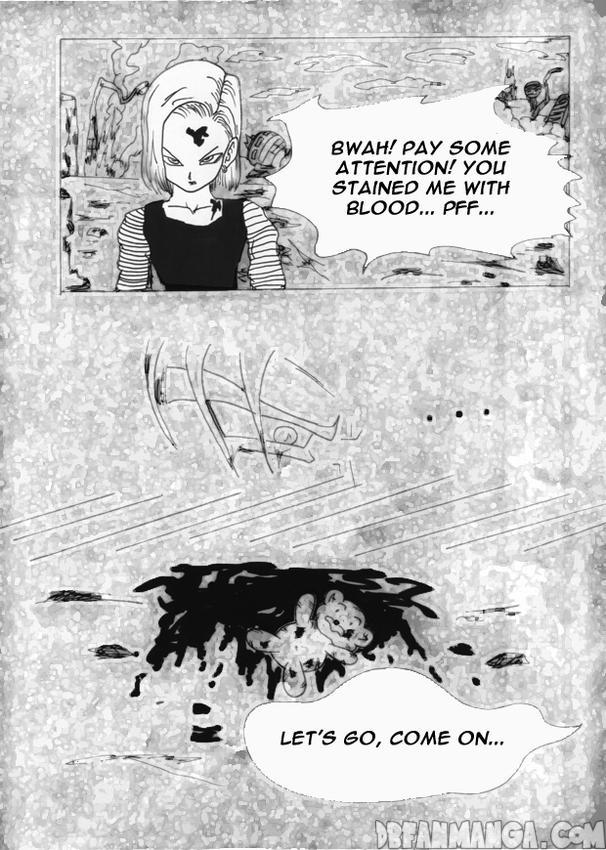 BWAH! PAY SOME
ATTENTION! YOU
STAINED ME WITH
BLOOD... PFF...
...
LET'S GO, COME ON...
DBFANMANGA.COM